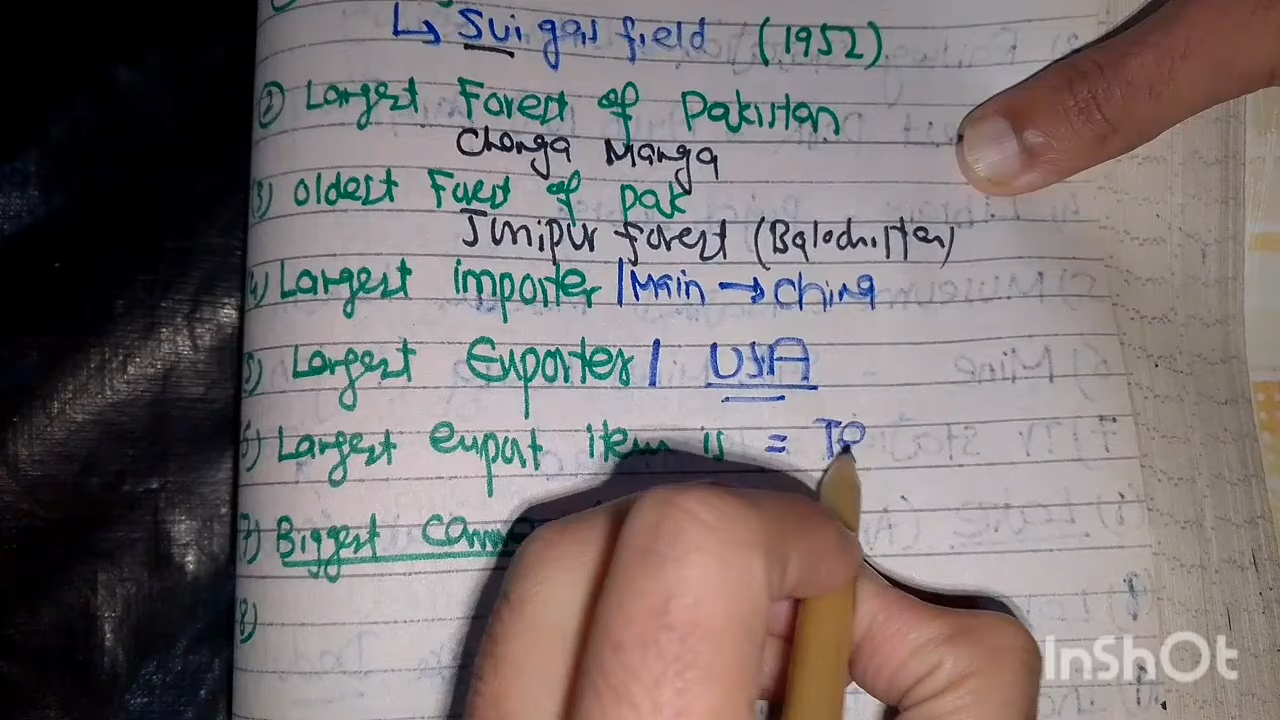 ↳ Sui gas field (1952)
② Largest Forest of Pakistan
Changa Manga
(3) Oldest Forest of pak
Junipur forest (Balochistan)
(4) Largest importer / Main → China
5) Largest Exporter / USA
6) Largest export item is = Te
7) Biggest
8)
InShOt